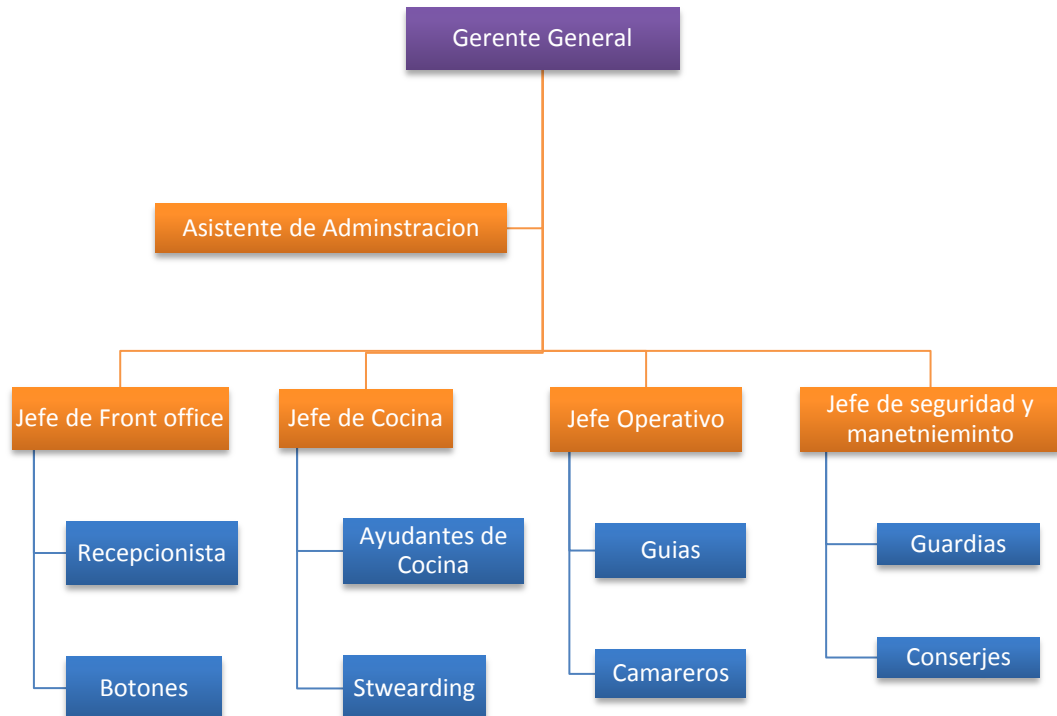 Gerente General
Asistente de Adminstracion
Jefe de Front office
Jefe de Cocina
Jefe Operativo
Jefe de seguridad y
manetnieminto
Recepcionista
Ayudantes de
Cocina
Guias
Guardias
Botones
Stwearding
Camareros
Conserjes